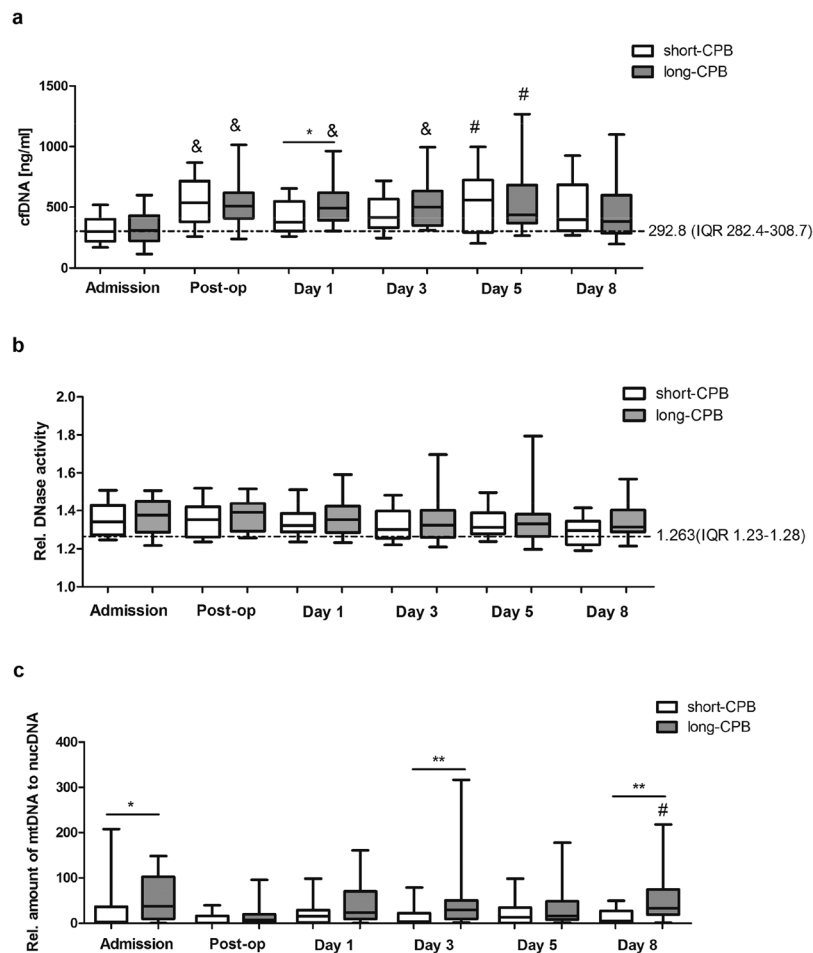 a
short-CPB
long-CPB
cfDNA [ng/ml]
1500
1000
500
0
& & * & & # #
292.8 (IQR 282.4-308.7)
Admission Post-op Day 1 Day 3 Day 5 Day 8
b
short-CPB
long-CPB
Rel. DNase activity
2.0
1.8
1.6
1.4
1.2
1.0
1.263(IQR 1.23-1.28)
Admission Post-op Day 1 Day 3 Day 5 Day 8
c
short-CPB
long-CPB
Rel. amount of mtDNA to nucDNA
400
300
200
100
0
* ** ** #
Admission Post-op Day 1 Day 3 Day 5 Day 8